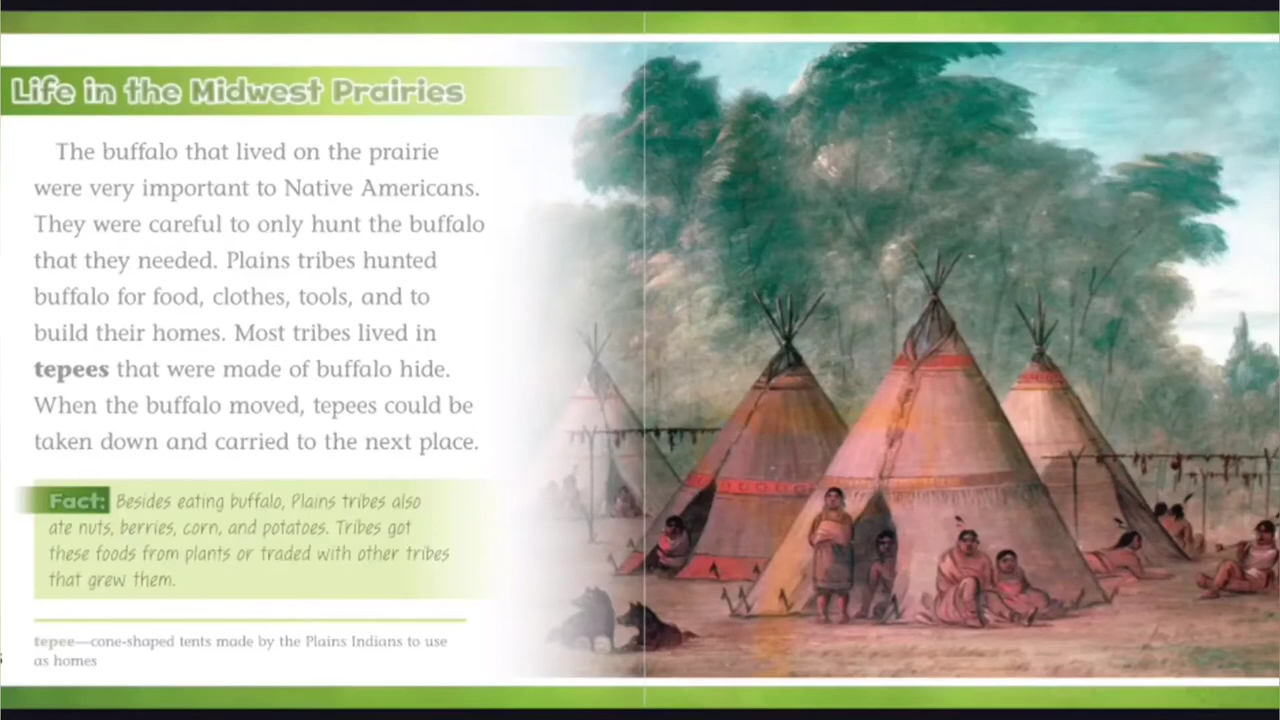 Life in the Midwest Prairies
The buffalo that lived on the prairie
were very important to Native Americans.
They were careful to only hunt the buffalo
that they needed. Plains tribes hunted
buffalo for food, clothes, tools, and to
build their homes. Most tribes lived in
tepees that were made of buffalo hide.
When the buffalo moved, tepees could be
taken down and carried to the next place.
Fact: Besides eating buffalo, Plains tribes also
ate nuts, berries, corn, and potatoes. Tribes got
these foods from plants or traded with other tribes
that grew them.
tepee—cone-shaped tents made by the Plains Indians to use
as homes